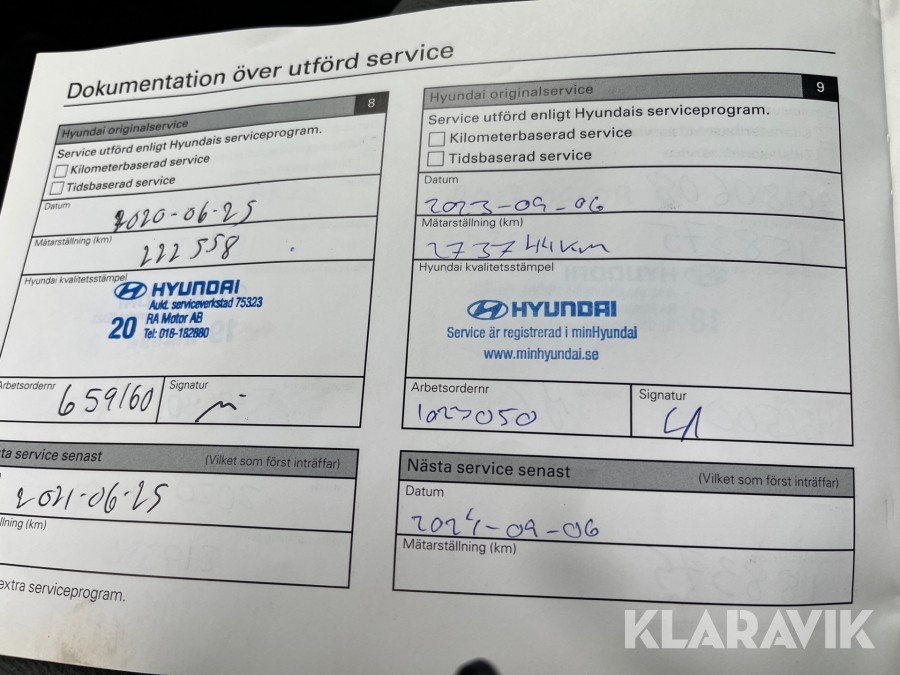 Dokumentation över utförd service
Hyundai originalservice 8
Service utförd enligt Hyundais serviceprogram.
Kilometerbaserad service
Tidsbaserad service
Datum
2020-06-25
Mätarställning (km)
222 558
Hyundai kvalitetsstämpel
HYUNDAI
Aukt. serviceverkstad 75323
RA Motor AB
20 Tel: 018-182880
Arbetsordernr Signatur
659160
ta service senast (Vilket som först inträffar)
2021-06-25
llning (km)
extra serviceprogram.
Hyundai originalservice 9
Service utförd enligt Hyundais serviceprogram.
Kilometerbaserad service
Tidsbaserad service
Datum
2023-09-06
Mätarställning (km)
273744km
Hyundai kvalitetsstämpel
HYUNDAI
Service är registrerad i minHyundai
www.minhyundai.se
Arbetsordernr Signatur
1023050
Nästa service senast (Vilket som först inträffar)
Datum
2024-09-06
Mätarställning (km)
KLARAVIK